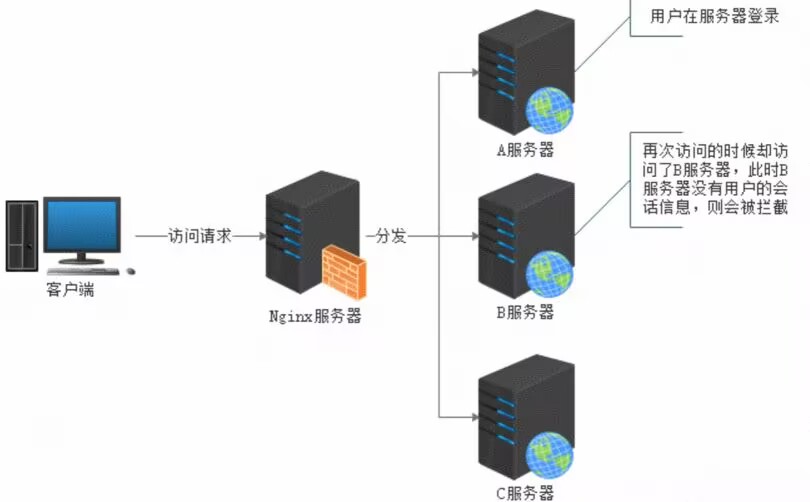 用户在服务器登录
A服务器
再次访问的时候却访
问了B服务器，此时B
服务器没有用户的会
话信息，则会被拦截
访问请求
分发
客户端
Nginx服务器
B服务器
C服务器